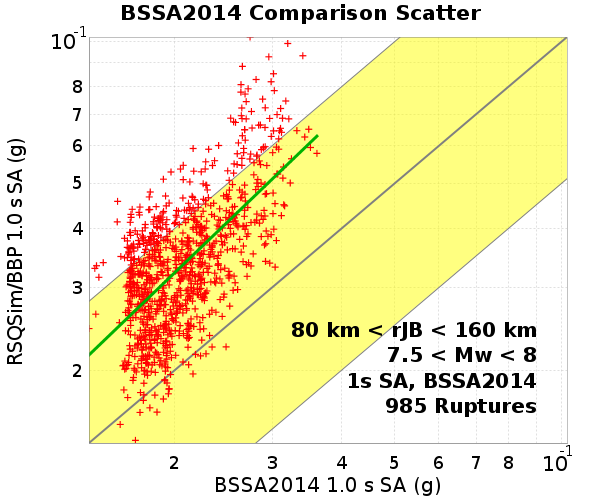 BSSA2014 Comparison Scatter
RSQSim/BBP 1.0 s SA (g)
10-1
8
7
6
5
4
3
2
80 km < rJB < 160 km
7.5 < Mw < 8
1s SA, BSSA2014
985 Ruptures
2 3 4 5 6 7 8 10-1
BSSA2014 1.0 s SA (g)